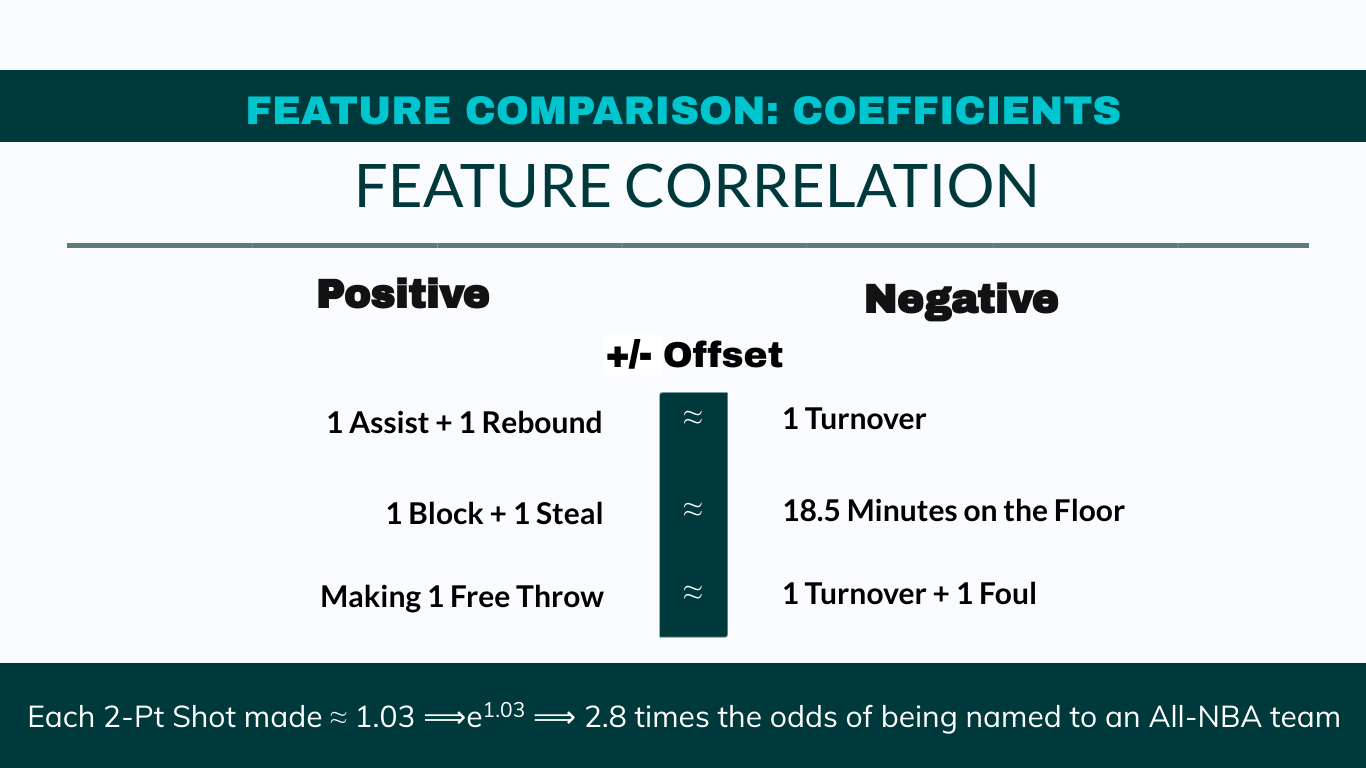 FEATURE COMPARISON: COEFFICIENTS
FEATURE CORRELATION
Positive
Negative
+/- Offset
1 Assist + 1 Rebound ≈ 1 Turnover
1 Block + 1 Steal ≈ 18.5 Minutes on the Floor
Making 1 Free Throw ≈ 1 Turnover + 1 Foul
Each 2-Pt Shot made ≈ 1.03 ⟹e^1.03 ⟹ 2.8 times the odds of being named to an All-NBA team